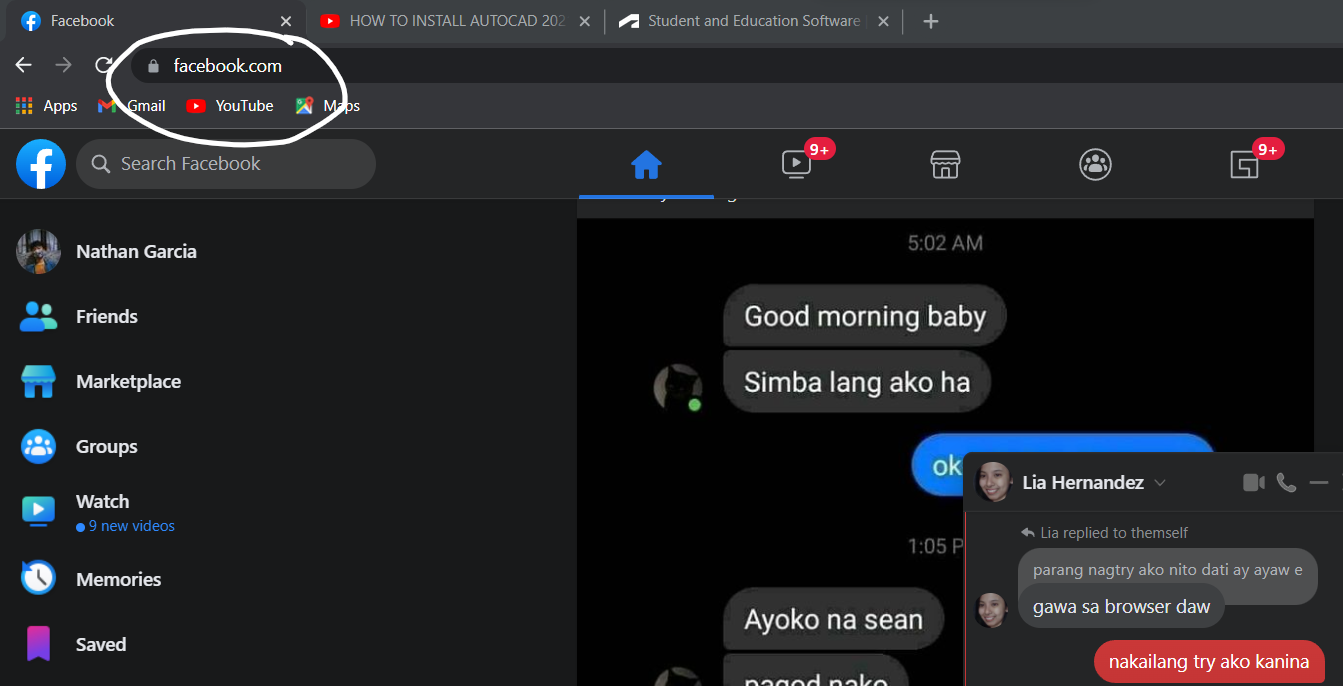 Facebook
HOW TO INSTALL AUTOCAD 202
Student and Education Software
facebook.com
Apps
Gmail
YouTube
Maps
Search Facebook
9+
9+
Nathan Garcia
Friends
Marketplace
Groups
Watch
9 new videos
Memories
Saved
5:02 AM
Good morning baby
Simba lang ako ha
ok
1:05 P
Ayoko na sean
pagod nako
Lia Hernandez
Lia replied to themself
parang nagtry ako nito dati ay ayaw e
gawa sa browser daw
nakailang try ako kanina